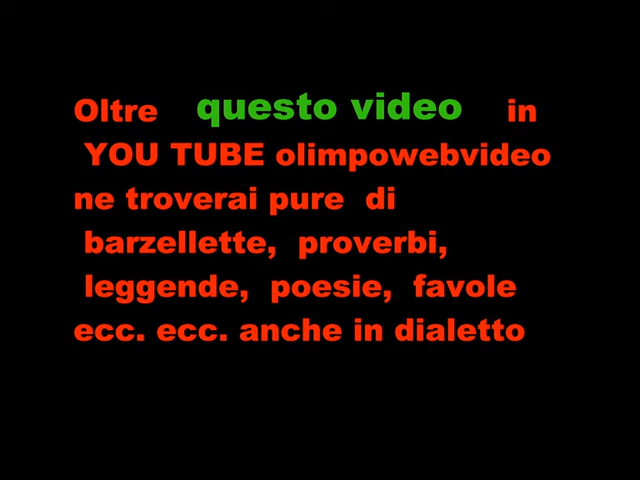 Oltre questo video in
YOU TUBE olimpowebvideo
ne troverai pure di
barzellette, proverbi,
leggende, poesie, favole
ecc. ecc. anche in dialetto